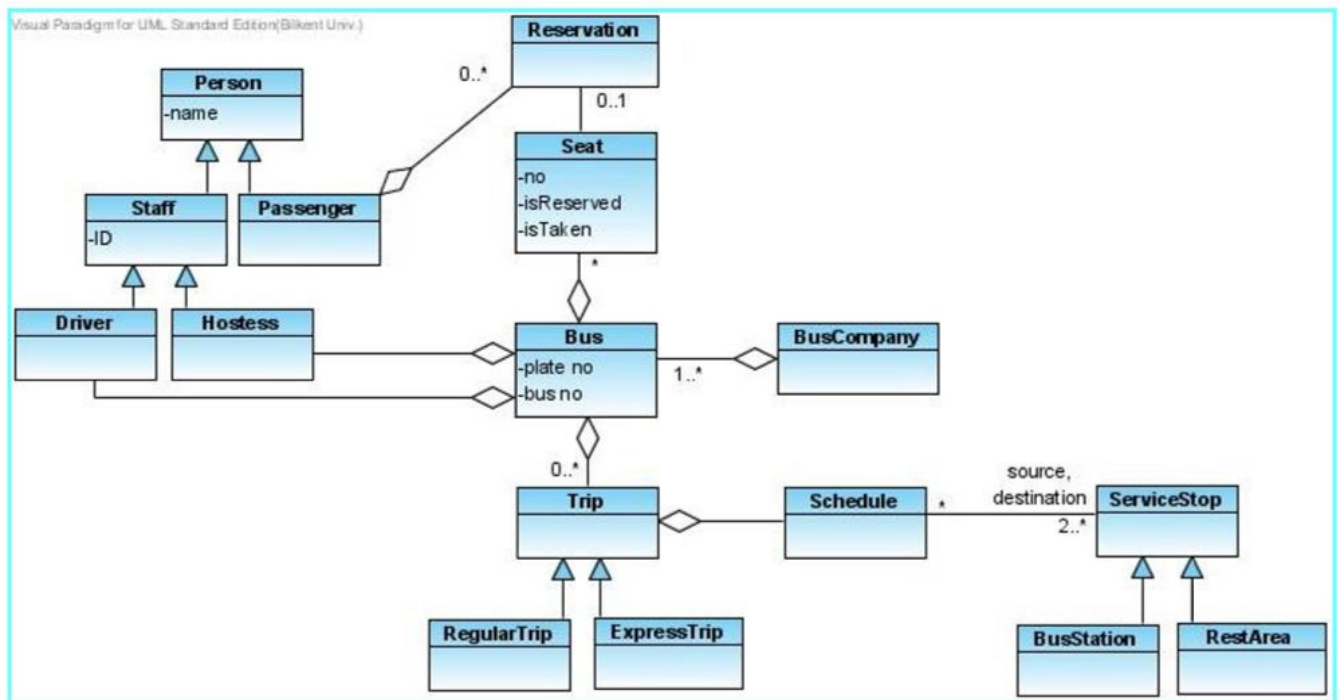 Visual Paradigm for UML Standard Edition(Bilkent Univ.)
Reservation
0..*
Person
-name
0..1
Seat
-no
-isReserved
-isTaken
Staff
-ID
Passenger
*
Driver
Hostess
Bus
-plate no
-bus no
BusCompany
1..*
0..*
Trip
Schedule
*
source,
destination
2..*
ServiceStop
RegularTrip
ExpressTrip
BusStation
RestArea